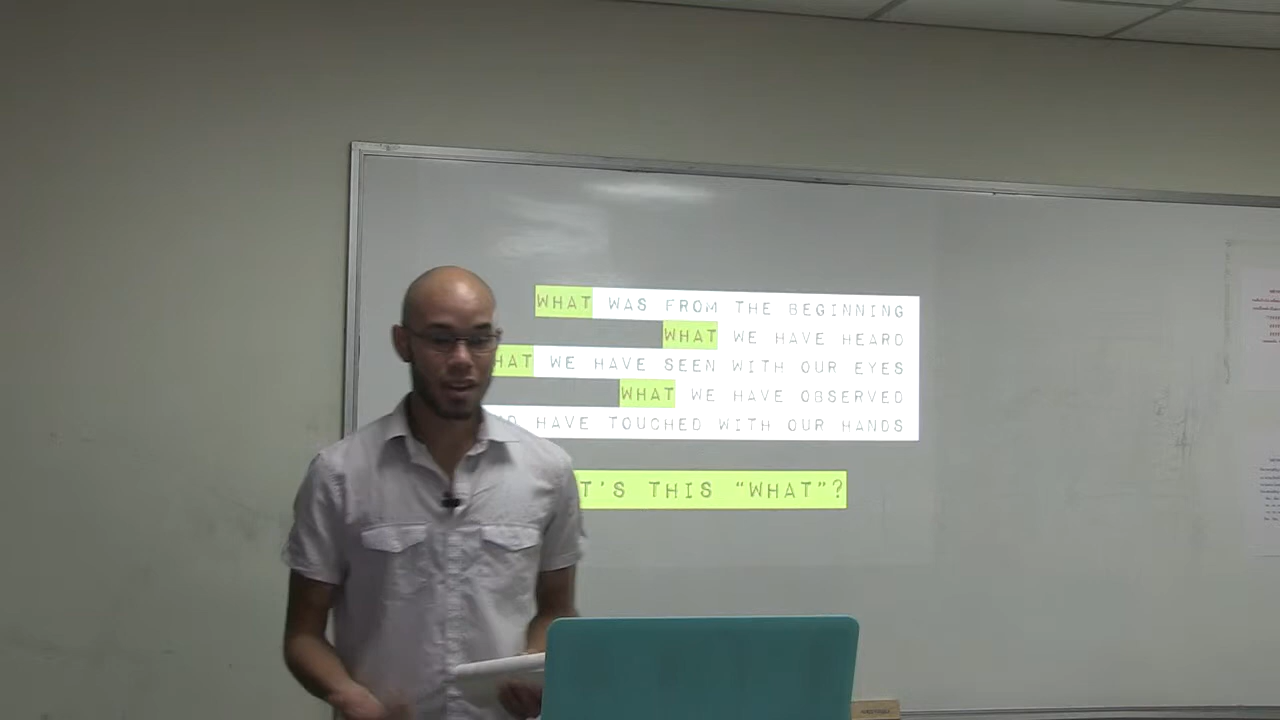 WHAT WAS FROM THE BEGINNING
WHAT WE HAVE HEARD
HAT WE HAVE SEEN WITH OUR EYES
WHAT WE HAVE OBSERVED
D HAVE TOUCHED WITH OUR HANDS
T'S THIS “WHAT”?